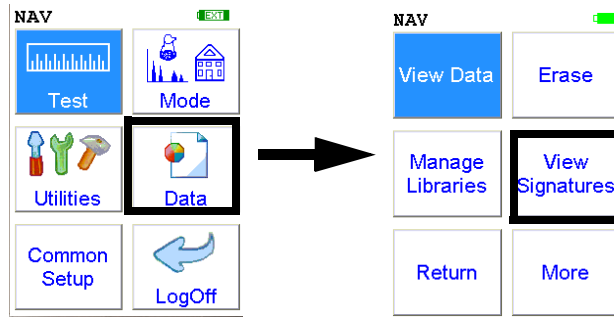 NAV
EXT
Test
Mode
Utilities
Data
Common
Setup
LogOff
NAV
View Data
Erase
Manage
Libraries
View
Signatures
Return
More